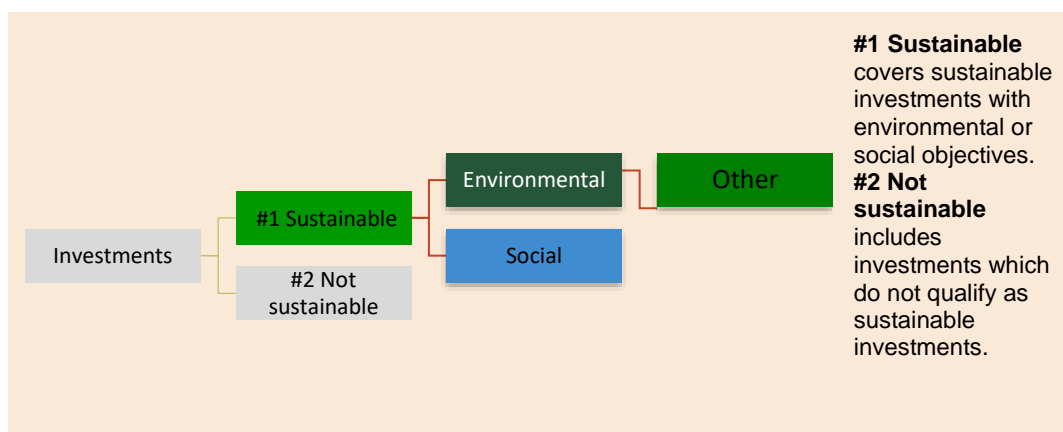 Investments
#1 Sustainable
#2 Not
sustainable
Environmental
Social
Other
#1 Sustainable
covers sustainable
investments with
environmental or
social objectives.
#2 Not
sustainable
includes
investments which
do not qualify as
sustainable
investments.